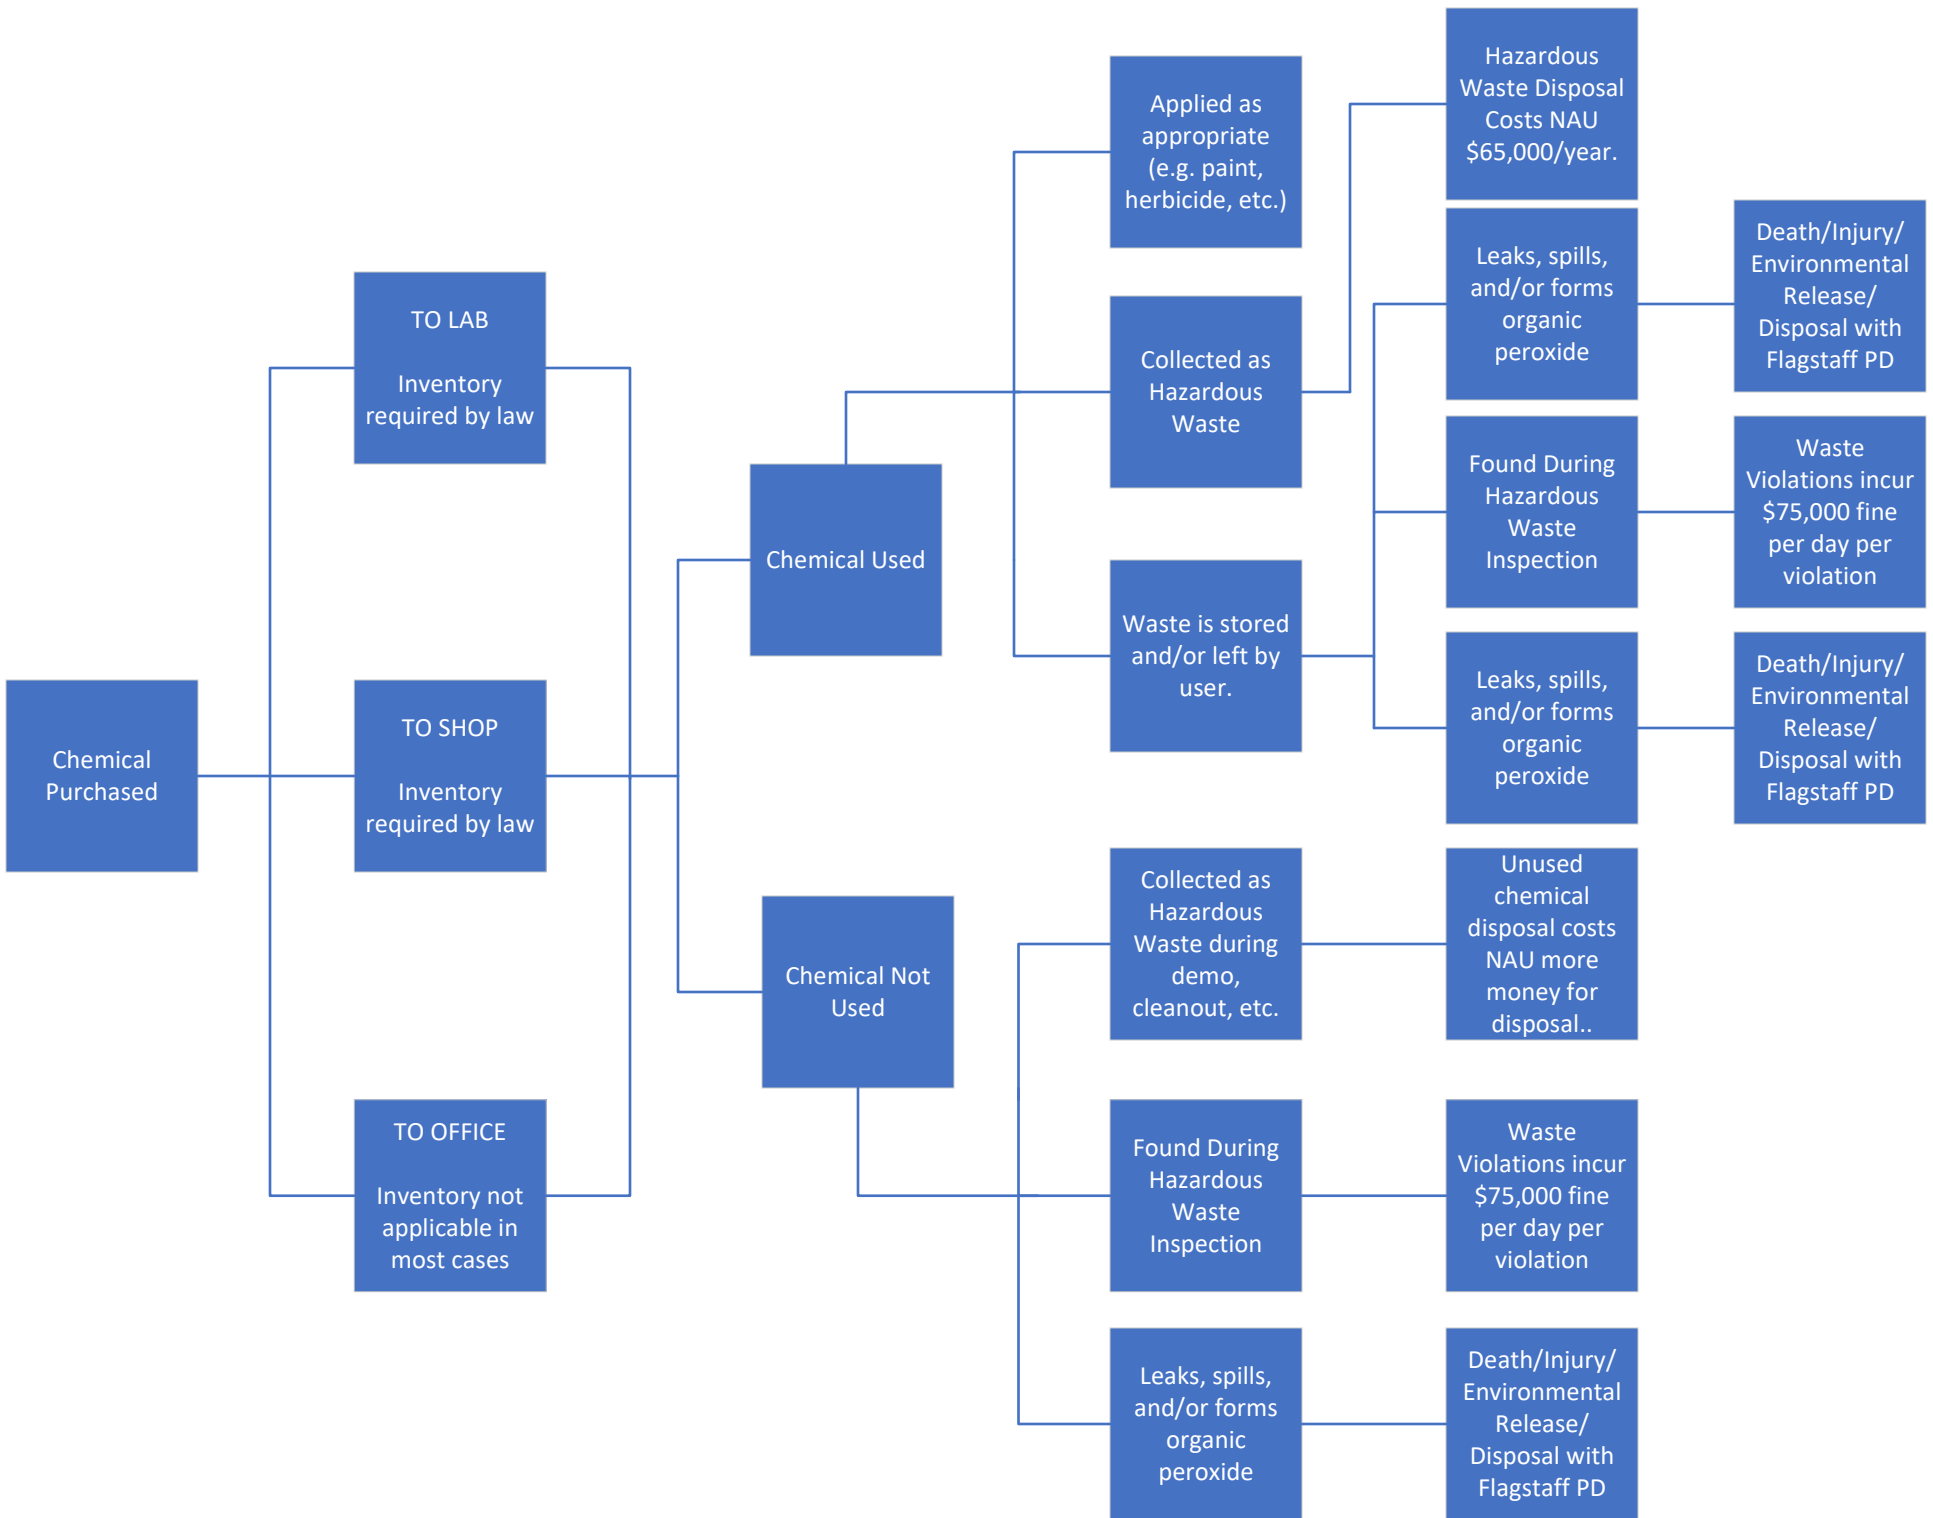 Chemical
Purchased
TO LAB
Inventory
required by law
TO SHOP
Inventory
required by law
TO OFFICE
Inventory not
applicable in
most cases
Chemical Used
Chemical Not
Used
Applied as
appropriate
(e.g. paint,
herbicide, etc.)
Collected as
Hazardous
Waste
Waste is stored
and/or left by
user.
Collected as
Hazardous
Waste during
demo,
cleanout, etc.
Found During
Hazardous
Waste
Inspection
Leaks, spills,
and/or forms
organic
peroxide
Hazardous
Waste Disposal
Costs NAU
$65,000/year.
Leaks, spills,
and/or forms
organic
peroxide
Found During
Hazardous
Waste
Inspection
Leaks, spills,
and/or forms
organic
peroxide
Unused
chemical
disposal costs
NAU more
money for
disposal..
Waste
Violations incur
$75,000 fine
per day per
violation
Death/Injury/
Environmental
Release/
Disposal with
Flagstaff PD
Death/Injury/
Environmental
Release/
Disposal with
Flagstaff PD
Waste
Violations incur
$75,000 fine
per day per
violation
Death/Injury/
Environmental
Release/
Disposal with
Flagstaff PD